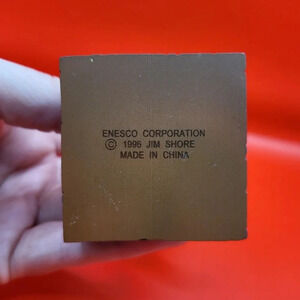 ENESCO CORPORATION
© 1996 JIM SHORE
MADE IN CHINA